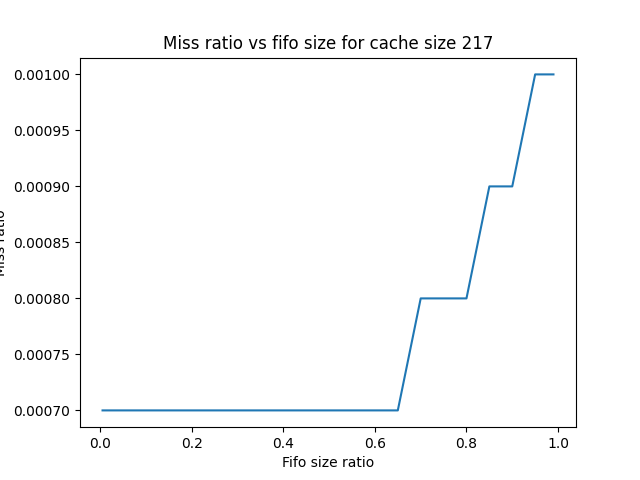 Miss ratio vs fifo size for cache size 217
0.00100
0.00095
0.00090
0.00085
0.00080
0.00075
0.00070
Miss ratio
0.0 0.2 0.4 0.6 0.8 1.0
Fifo size ratio